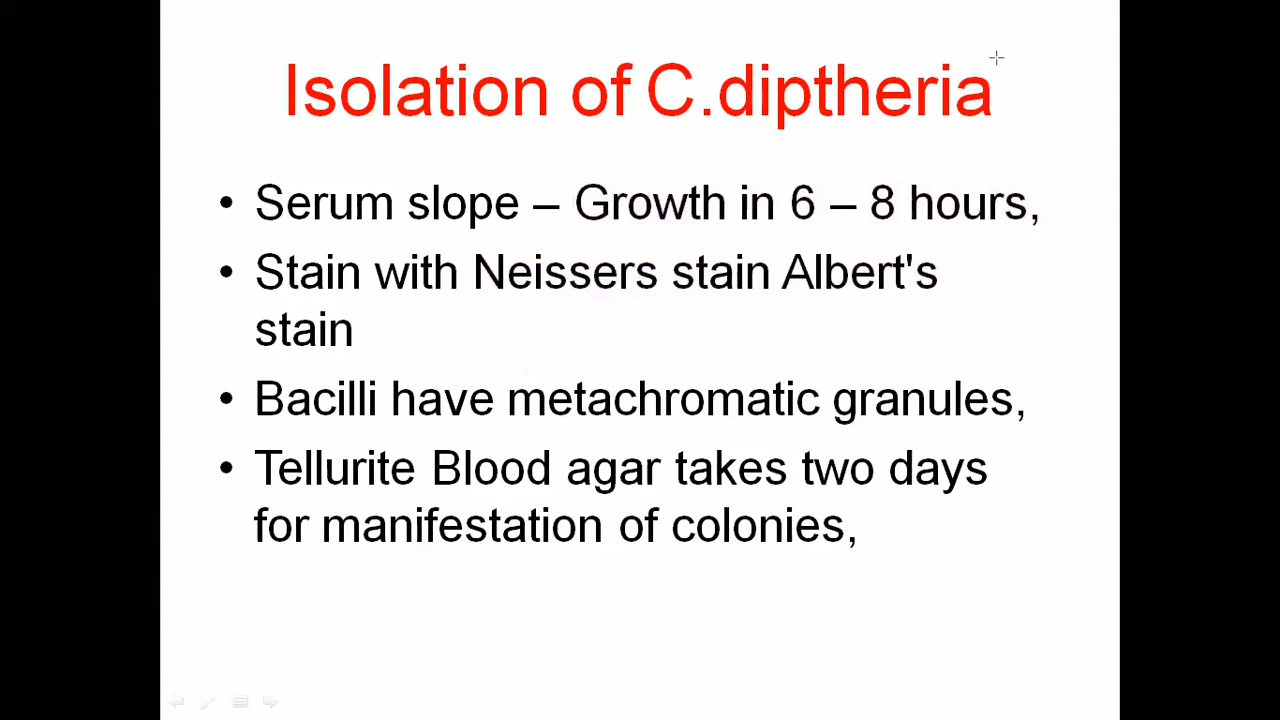 Isolation of C.diptheria
• Serum slope – Growth in 6 – 8 hours,
• Stain with Neissers stain Albert's
stain
• Bacilli have metachromatic granules,
• Tellurite Blood agar takes two days
for manifestation of colonies,